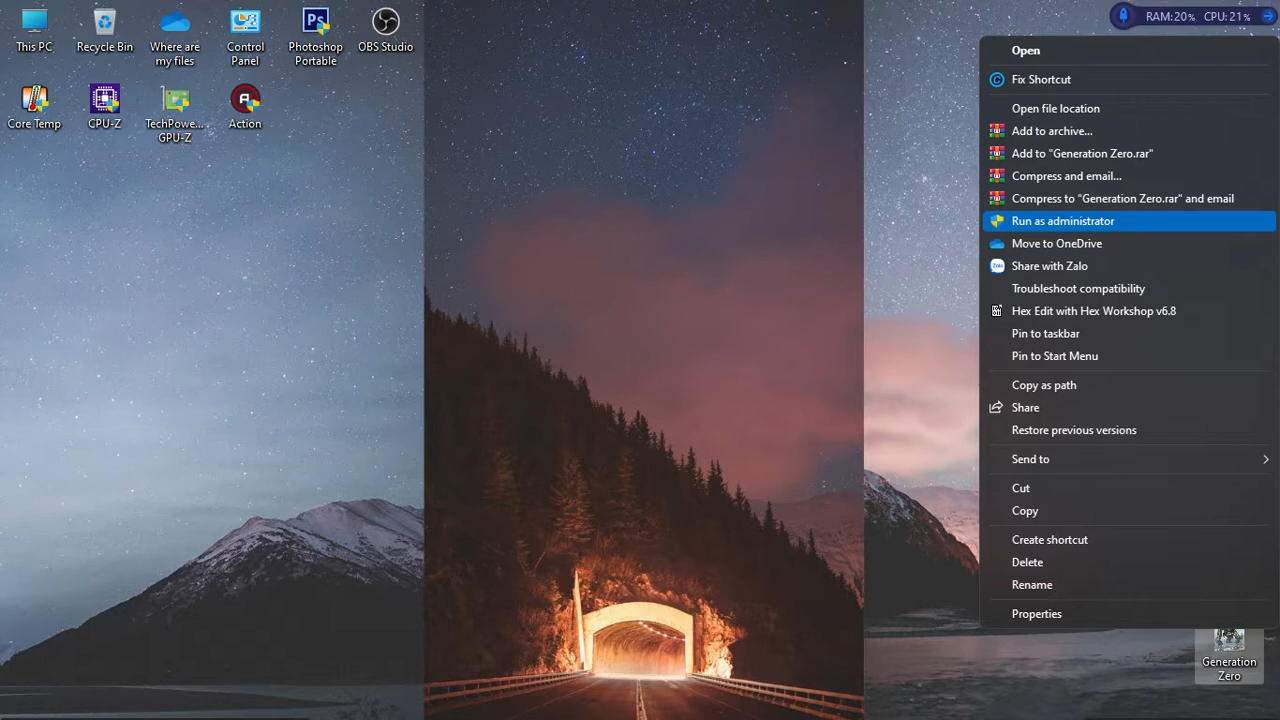 This PC
Recycle Bin
Where are
my files
Control
Panel
Photoshop
Portable
OBS Studio
Core Temp
CPU-Z
TechPowe...
GPU-Z
Action
RAM:20% CPU:21%
Open
Fix Shortcut
Open file location
Add to archive...
Add to "Generation Zero.rar"
Compress and email...
Compress to "Generation Zero.rar" and email
Run as administrator
Move to OneDrive
Share with Zalo
Troubleshoot compatibility
Hex Edit with Hex Workshop v6.8
Pin to taskbar
Pin to Start Menu
Copy as path
Share
Restore previous versions
Send to
Cut
Copy
Create shortcut
Delete
Rename
Properties
Generation
Zero